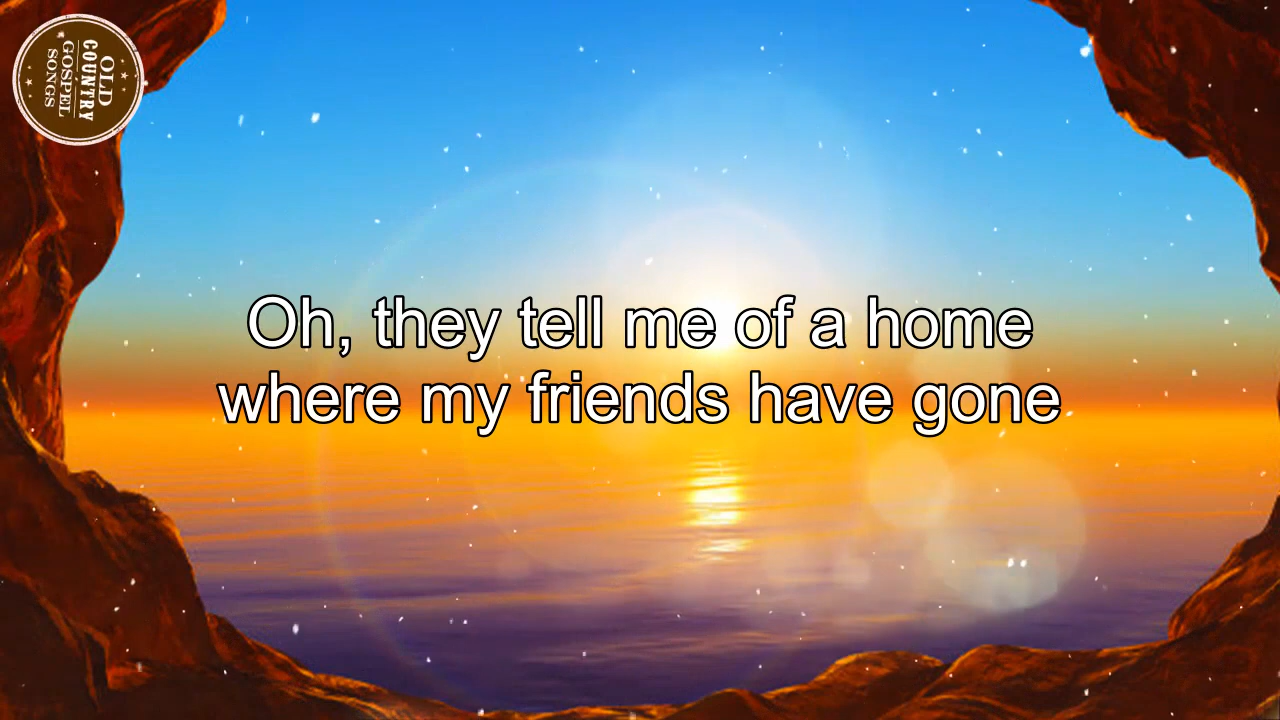 OLD
COUNTRY
GOSPEL
SONGS
Oh, they tell me of a home
where my friends have gone